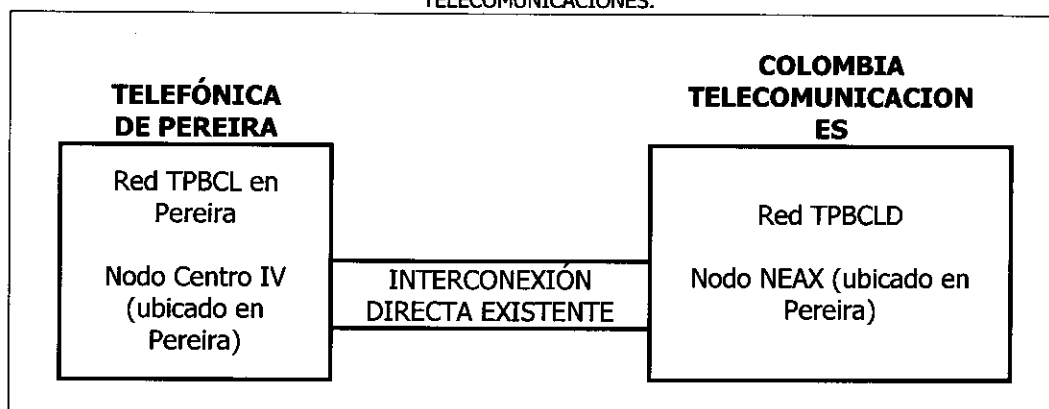 TELECOMUNICACIONES.
TELEFÓNICA
DE PEREIRA
Red TPBCL en
Pereira
Nodo Centro IV
(ubicado en
Pereira)
INTERCONEXIÓN
DIRECTA EXISTENTE
COLOMBIA
TELECOMUNICACION
ES
Red TPBCLD
Nodo NEAX (ubicado en
Pereira)